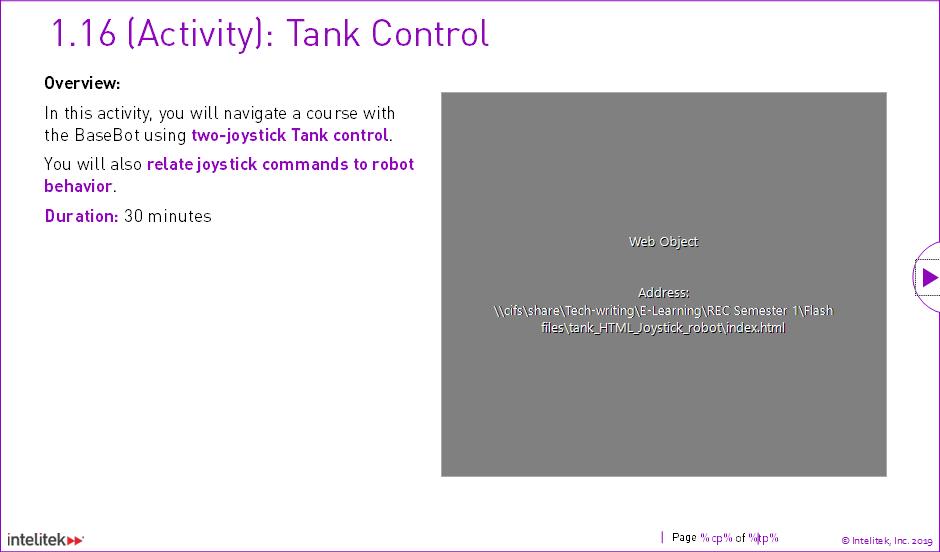 1.16 (Activity): Tank Control
Overview:
In this activity, you will navigate a course with
the BaseBot using two-joystick Tank control.
You will also relate joystick commands to robot
behavior.
Duration: 30 minutes
Web Object
Address:
\\cifs\share\Tech-writing\E-Learning\REC Semester 1\Flash
files\tank_HTML_Joystick_robot\index.html
intelitek
| Page %cp% of %tp%
© Intelitek, Inc. 2019